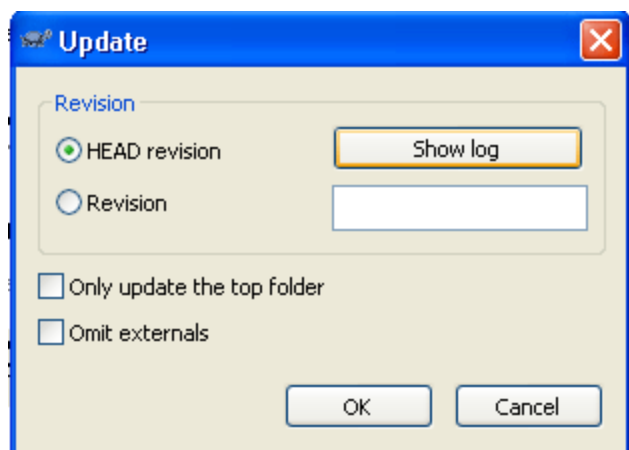 Update
Revision
HEAD revision
Show log
Revision
Only update the top folder
Omit externals
OK Cancel